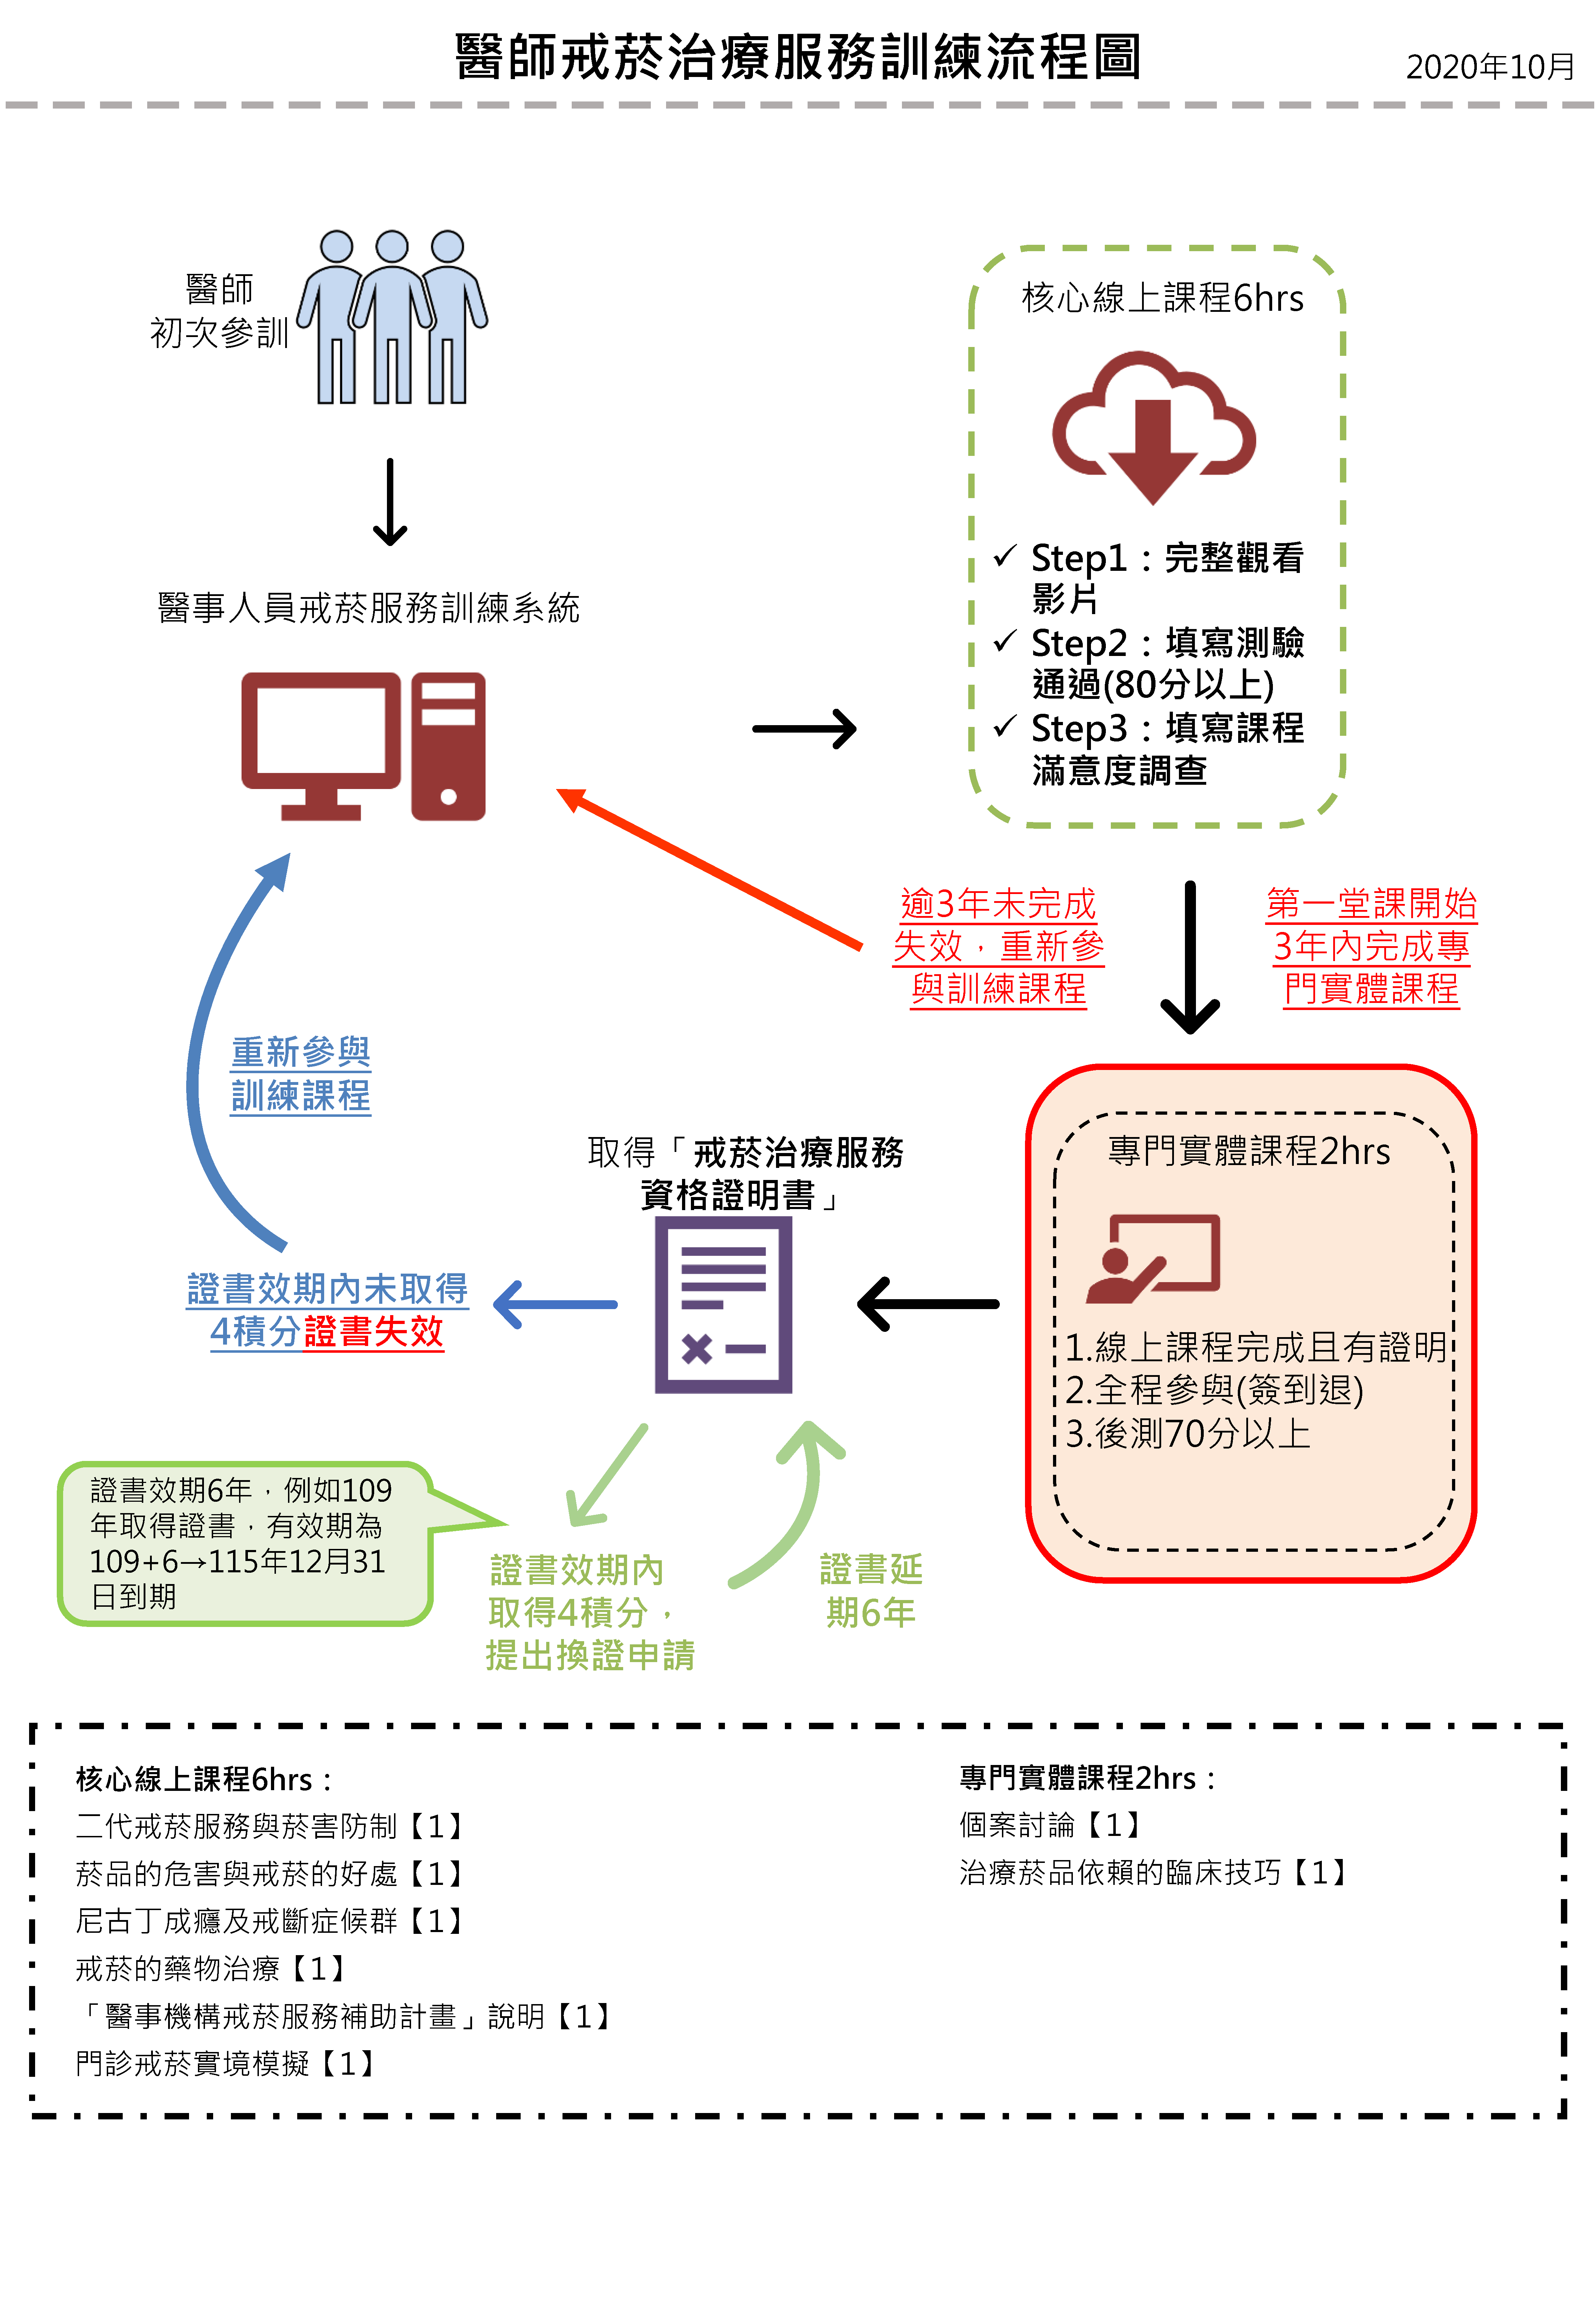 醫師戒菸治療服務訓練流程圖
2020年10月
醫師
初次參訓
醫事人員戒菸服務訓練系統
核心線上課程6hrs
✓ Step1：完整觀看
影片
✓ Step2：填寫測驗
通過(80分以上)
✓ Step3：填寫課程
滿意度調查
逾3年未完成
失效，重新參
與訓練課程
第一堂課開始
3年內完成專
門實體課程
專門實體課程2hrs
1.線上課程完成且有證明
2.全程參與(簽到退)
3.後測70分以上
取得「戒菸治療服務
資格證明書」
重新參與
訓練課程
證書效期內未取得
4積分證書失效
證書效期6年，例如109
年取得證書，有效期為
109+6→115年12月31
日到期
證書效期內
取得4積分，
提出換證申請
證書延
期6年
核心線上課程6hrs：
二代戒菸服務與菸害防制【1】
菸品的危害與戒菸的好處【1】
尼古丁成癮及戒斷症候群【1】
戒菸的藥物治療【1】
「醫事機構戒菸服務補助計畫」說明【1】
門診戒菸實境模擬【1】
專門實體課程2hrs：
個案討論【1】
治療菸品依賴的臨床技巧【1】